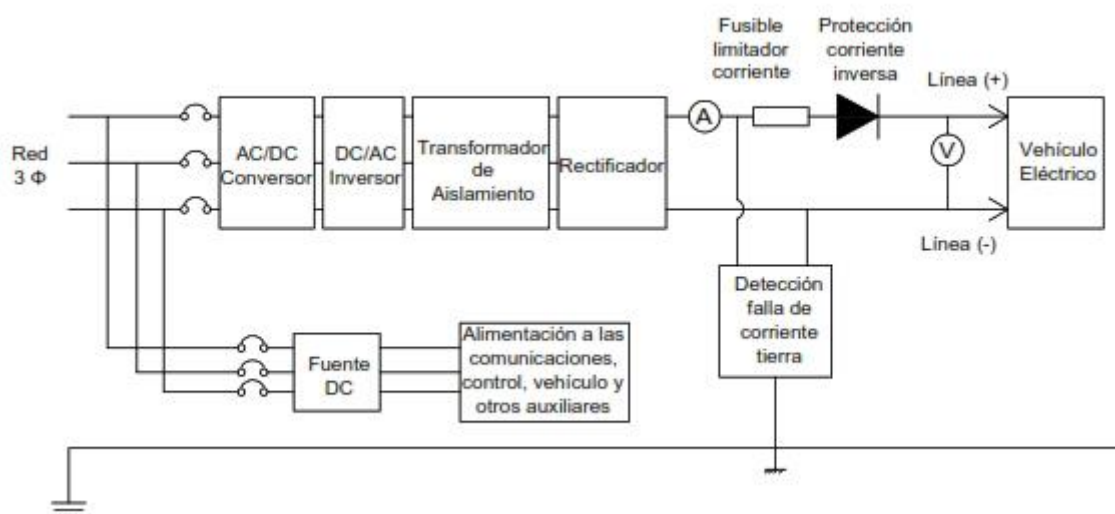 Fusible
limitador
corriente
Protección
corriente
inversa
Línea (+)
Red
3 Φ
AC/DC
Conversor
DC/AC
Inversor
Transformador
de
Aislamiento
Rectificador
A
V
Vehículo
Eléctrico
Línea (-)
Detección
falla de
corriente
tierra
Fuente
DC
Alimentación a las
comunicaciones,
control, vehículo y
otros auxiliares